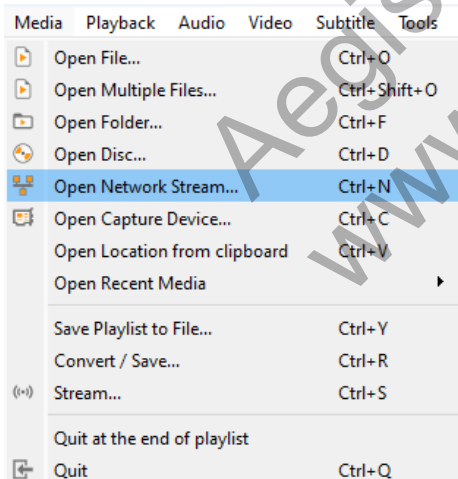 Media Playback Audio Video Subtitle Tools
Open File... Ctrl+O
Open Multiple Files... Ctrl+Shift+O
Open Folder... Ctrl+F
Open Disc... Ctrl+D
Open Network Stream... Ctrl+N
Open Capture Device... Ctrl+C
Open Location from clipboard Ctrl+V
Open Recent Media
Save Playlist to File... Ctrl+Y
Convert / Save... Ctrl+R
Stream... Ctrl+S
Quit at the end of playlist
Quit Ctrl+Q
Aegis
www